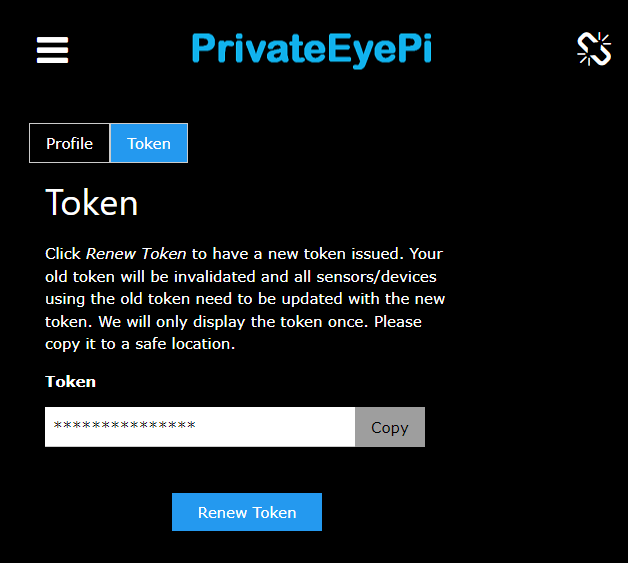 PrivateEyePi
Profile
Token
Token
Click Renew Token to have a new token issued. Your
old token will be invalidated and all sensors/devices
using the old token need to be updated with the new
token. We will only display the token once. Please
copy it to a safe location.
Token
***************
Copy
Renew Token